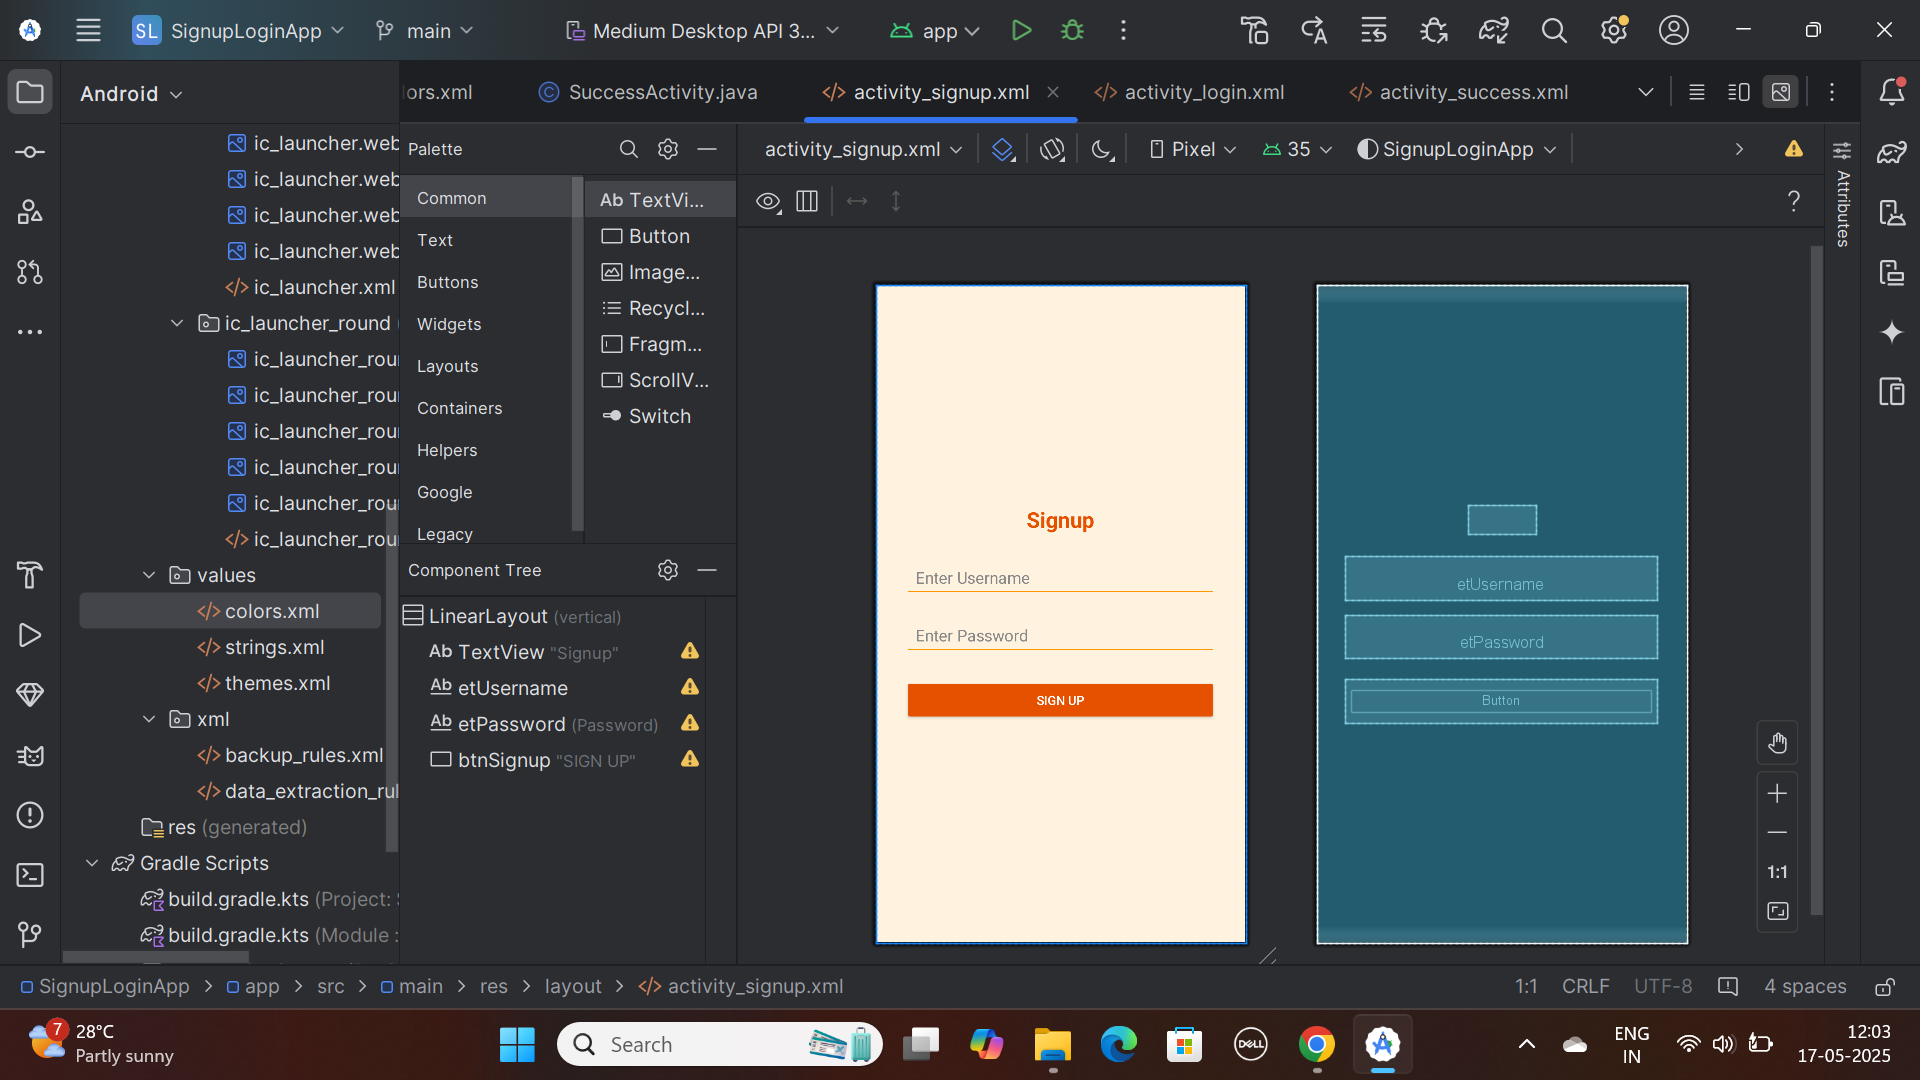 SL SignupLoginApp main Medium Desktop API 3... app
Android
ors.xml SuccessActivity.java activity_signup.xml activity_login.xml activity_success.xml
ic_launcher.web
ic_launcher.web
ic_launcher.web
ic_launcher.web
ic_launcher.xml
ic_launcher_round
ic_launcher_rou
ic_launcher_rou
ic_launcher_rou
ic_launcher_rou
ic_launcher_rou
ic_launcher_rou
values
colors.xml
strings.xml
themes.xml
xml
backup_rules.xml
data_extraction_rul
res (generated)
Gradle Scripts
build.gradle.kts (Project: S
build.gradle.kts (Module :
Palette
Common
Text
Buttons
Widgets
Layouts
Containers
Helpers
Google
Legacy
Ab TextVi...
Button
Image...
Recycl...
Fragm...
ScrollV...
Switch
Component Tree
LinearLayout (vertical)
Ab TextView "Signup"
Ab etUsername
Ab etPassword (Password)
btnSignup "SIGN UP"
activity_signup.xml Pixel 35 SignupLoginApp
?
Attributes
Signup
Enter Username
Enter Password
SIGN UP
etUsername
etPassword
Button
1:1
SignupLoginApp > app > src > main > res > layout > activity_signup.xml
1:1 CRLF UTF-8 4 spaces
7
28°C
Partly sunny
Search
DELL
ENG
IN
12:03
17-05-2025